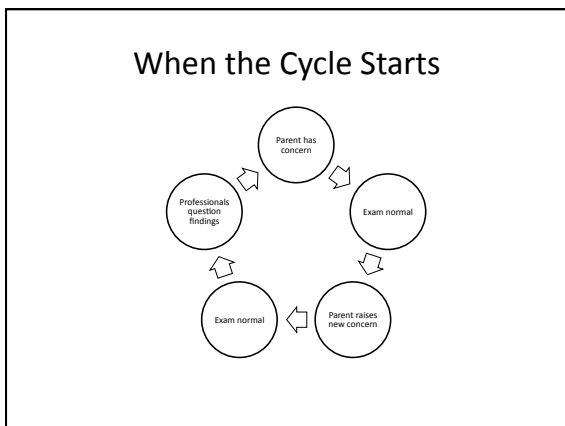 When the Cycle Starts
Parent has
concern
Exam normal
Parent raises
new concern
Exam normal
Professionals
question
findings